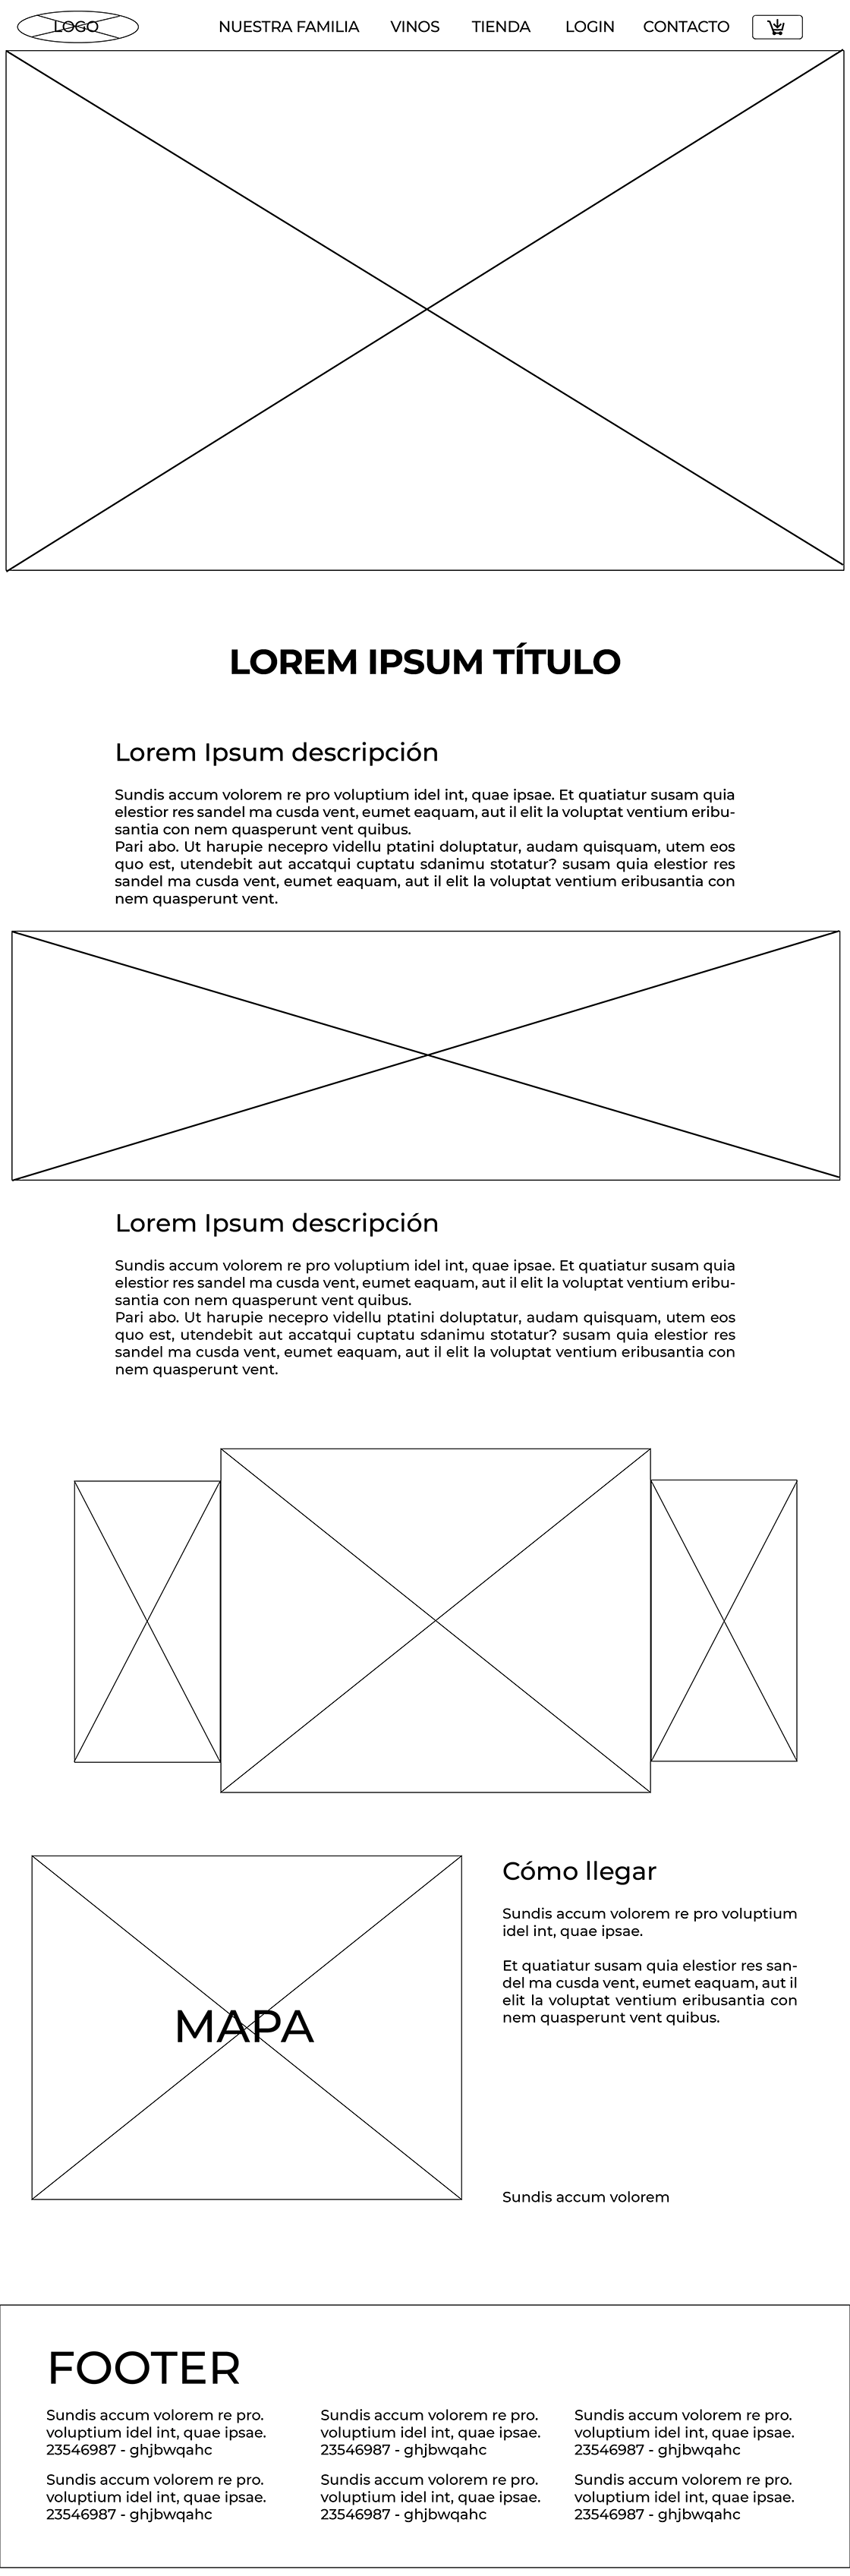 LOGO NUESTRA FAMILIA VINOS TIENDA LOGIN CONTACTO
LOREM IPSUM TÍTULO
Lorem Ipsum descripción
Sundis accum volorem re pro voluptium idel int, quae ipsae. Et quatiatur susam quia
elestior res sandel ma cusda vent, eumet eaquam, aut il elit la voluptat ventium eribu-
santia con nem quasperunt vent quibus.
Pari abo. Ut harupie necepro videllu ptatini doluptatur, audam quisquam, utem eos
quo est, utendebit aut accatqui cuptatu sdanimu stotatur? susam quia elestior res
sandel ma cusda vent, eumet eaquam, aut il elit la voluptat ventium eribusantia con
nem quasperunt vent.
Lorem Ipsum descripción
Sundis accum volorem re pro voluptium idel int, quae ipsae. Et quatiatur susam quia
elestior res sandel ma cusda vent, eumet eaquam, aut il elit la voluptat ventium eribu-
santia con nem quasperunt vent quibus.
Pari abo. Ut harupie necepro videllu ptatini doluptatur, audam quisquam, utem eos
quo est, utendebit aut accatqui cuptatu sdanimu stotatur? susam quia elestior res
sandel ma cusda vent, eumet eaquam, aut il elit la voluptat ventium eribusantia con
nem quasperunt vent.
MAPA
Cómo llegar
Sundis accum volorem re pro voluptium
idel int, quae ipsae.
Et quatiatur susam quia elestior res san-
del ma cusda vent, eumet eaquam, aut il
elit la voluptat ventium eribusantia con
nem quasperunt vent quibus.
Sundis accum volorem
FOOTER
Sundis accum volorem re pro.
voluptium idel int, quae ipsae.
23546987 - ghjbwqahc
Sundis accum volorem re pro.
voluptium idel int, quae ipsae.
23546987 - ghjbwqahc
Sundis accum volorem re pro.
voluptium idel int, quae ipsae.
23546987 - ghjbwqahc
Sundis accum volorem re pro.
voluptium idel int, quae ipsae.
23546987 - ghjbwqahc
Sundis accum volorem re pro.
voluptium idel int, quae ipsae.
23546987 - ghjbwqahc
Sundis accum volorem re pro.
voluptium idel int, quae ipsae.
23546987 - ghjbwqahc